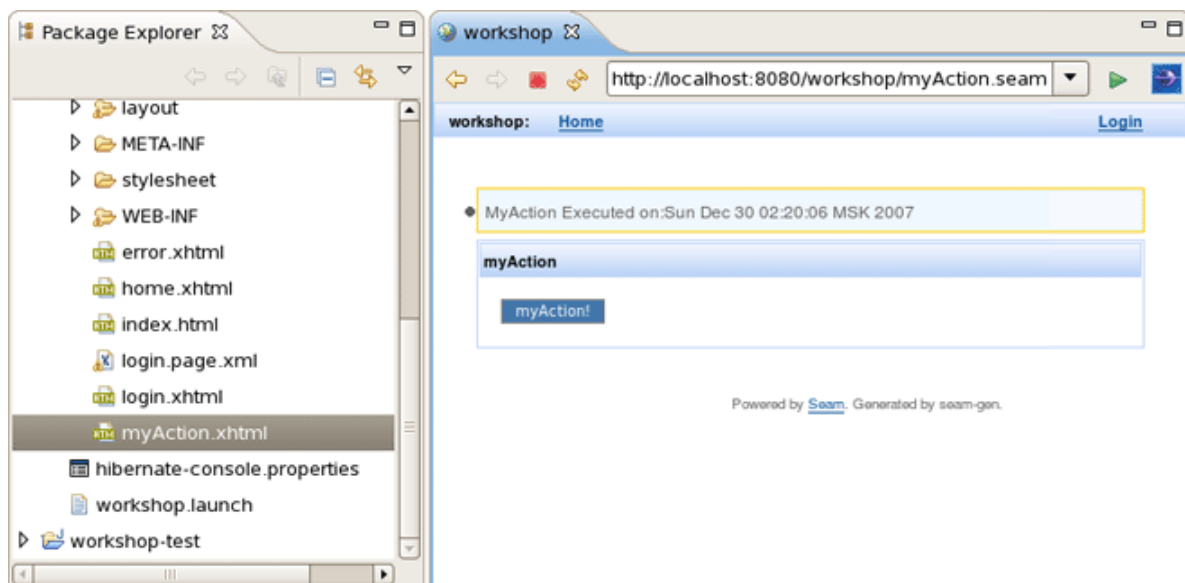 Package Explorer
layout
META-INF
stylesheet
WEB-INF
error.xhtml
home.xhtml
index.html
login.page.xml
login.xhtml
myAction.xhtml
hibernate-console.properties
workshop.launch
workshop-test
workshop
http://localhost:8080/workshop/myAction.seam
workshop: Home Login
MyAction Executed on:Sun Dec 30 02:20:06 MSK 2007
myAction
myAction!
Powered by Seam. Generated by seam-gen.